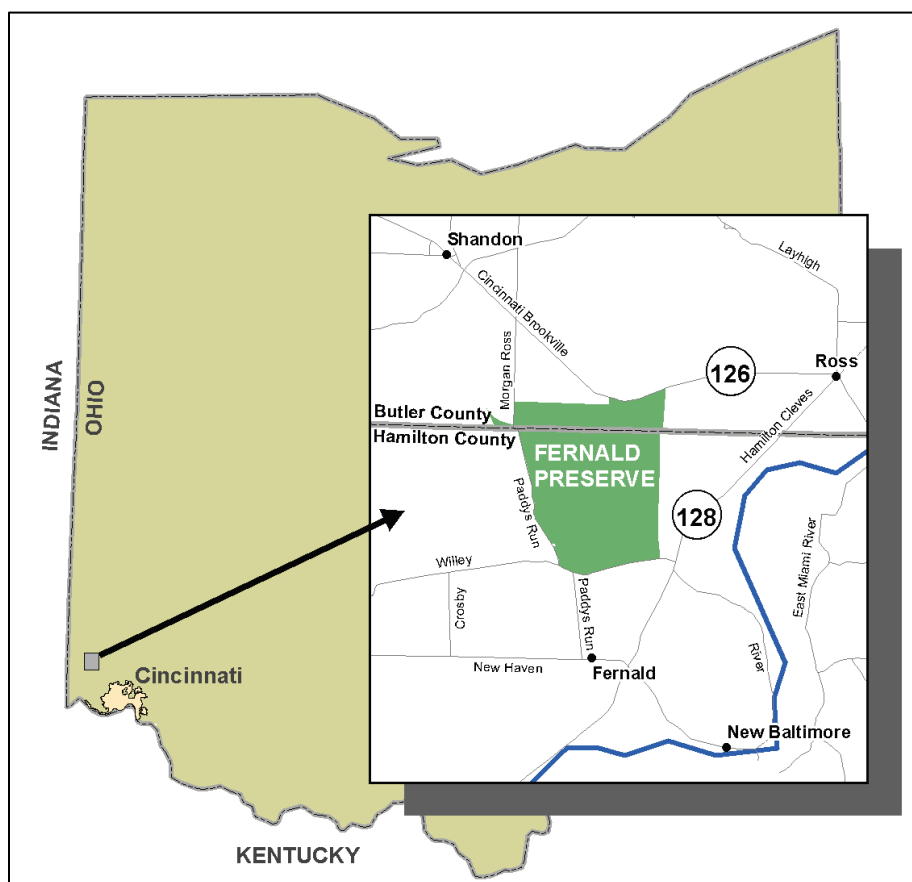 Shandon
Layhigh
Cincinnati Brookville
Morgan Ross
126
Ross
INDIANA
OHIO
Butler County
Hamilton County
Hamilton Cleves
FERNALD
PRESERVE
Paddys Run
128
East Miami River
Willey
Crosby
Paddys Run
River
New Haven
Fernald
Cincinnati
New Baltimore
KENTUCKY